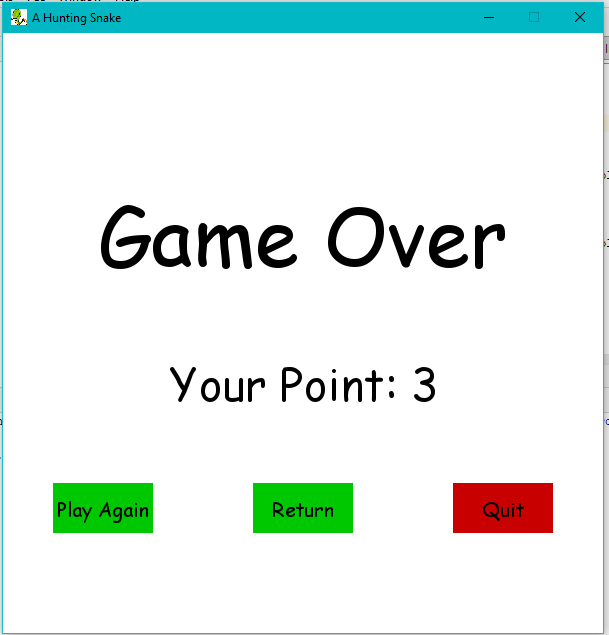 A Hunting Snake
Game Over
Your Point: 3
Play Again
Return
Quit